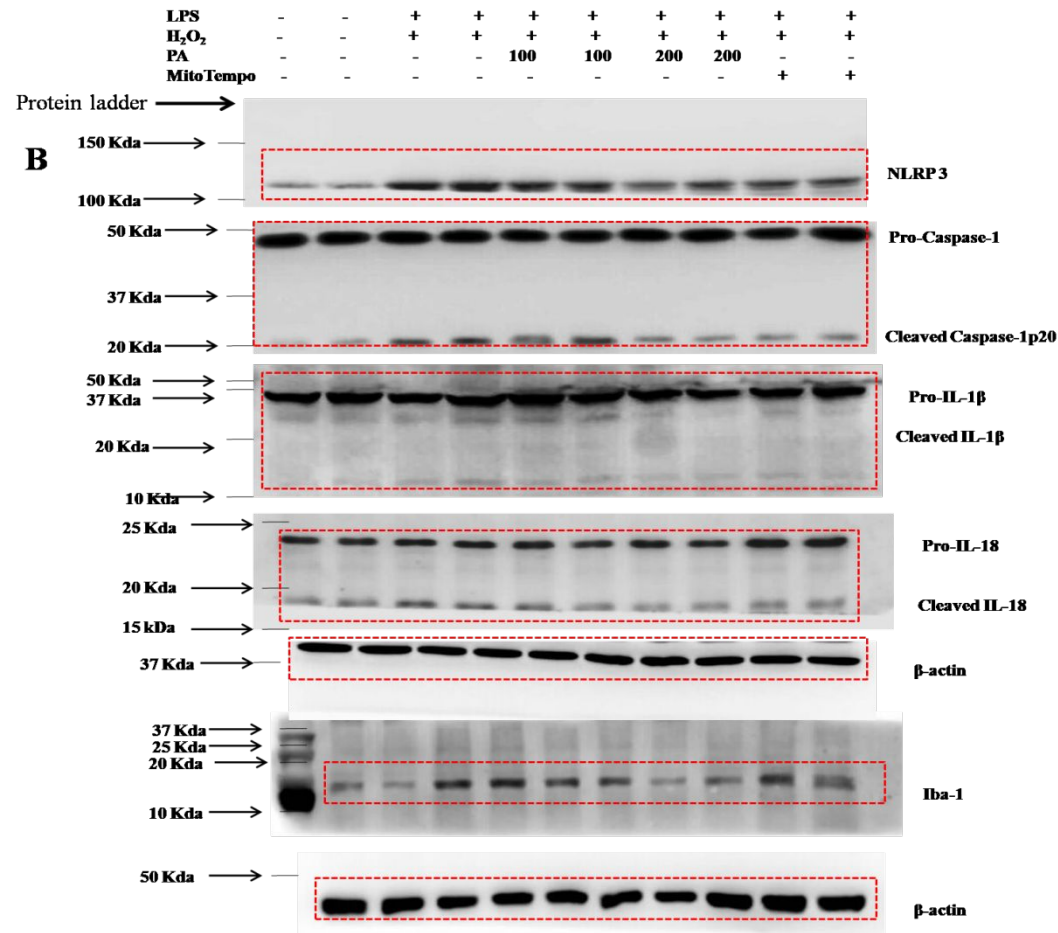 LPS - - + + + + + + + +
H₂O₂ - - + + + + + + + +
PA - - - - 100 100 200 200 - -
MitoTempo - - - - - - - - + +
Protein ladder
B
150 Kda
NLRP 3
100 Kda
50 Kda
Pro-Caspase-1
37 Kda
Cleaved Caspase-1p20
20 Kda
50 Kda
37 Kda
Pro-IL-1β
Cleaved IL-1β
20 Kda
10 Kda
25 Kda
Pro-IL-18
20 Kda
Cleaved IL-18
15 kDa
37 Kda
β-actin
37 Kda
25 Kda
20 Kda
Iba-1
10 Kda
50 Kda
β-actin